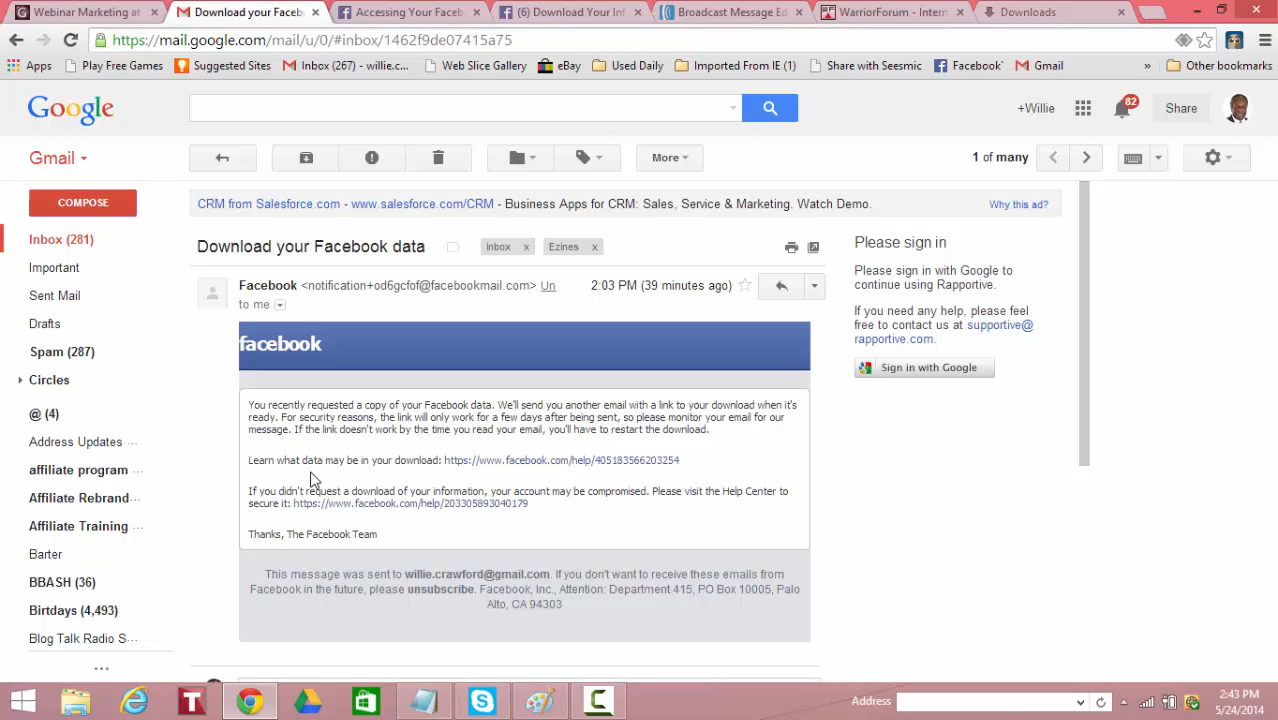 Webinar Marketing at ×
Download your Faceb ×
Accessing Your Facebo ×
(6) Download Your Inf ×
Broadcast Message Ed ×
WarriorForum - Intern ×
Downloads ×
https://mail.google.com/mail/u/0/#inbox/1462f9de07415a75
Apps Play Free Games Suggested Sites Inbox (267) - willie.c... Web Slice Gallery eBay Used Daily Imported From IE (1) Share with Seesmic Facebook Gmail » Other bookmarks
Google
+Willie 82 Share
Gmail
More
1 of many
COMPOSE
CRM from Salesforce.com - www.salesforce.com/CRM - Business Apps for CRM: Sales, Service & Marketing. Watch Demo. Why this ad?
Inbox (281)
Important
Sent Mail
Drafts
Spam (287)
Circles
@ (4)
Address Updates ...
affiliate program ...
Affiliate Rebrand...
Affiliate Training ...
Barter
BBASH (36)
Birtdays (4,493)
Blog Talk Radio S...
...
Download your Facebook data Inbox x Ezines x
Facebook <notification+od6gcfof@facebookmail.com> Un 2:03 PM (39 minutes ago)
to me
facebook
You recently requested a copy of your Facebook data. We'll send you another email with a link to your download when it's
ready. For security reasons, the link will only work for a few days after being sent, so please monitor your email for our
message. If the link doesn't work by the time you read your email, you'll have to restart the download.
Learn what data may be in your download: https://www.facebook.com/help/405183566203254
If you didn't request a download of your information, your account may be compromised. Please visit the Help Center to
secure it: https://www.facebook.com/help/203305893040179
Thanks, The Facebook Team
This message was sent to willie.crawford@gmail.com. If you don't want to receive these emails from
Facebook in the future, please unsubscribe. Facebook, Inc., Attention: Department 415, PO Box 10005, Palo
Alto, CA 94303
Please sign in
Please sign in with Google to
continue using Rapportive.
If you need any help, please feel
free to contact us at supportive@
rapportive.com.
Sign in with Google
Address
2:43 PM
5/24/2014